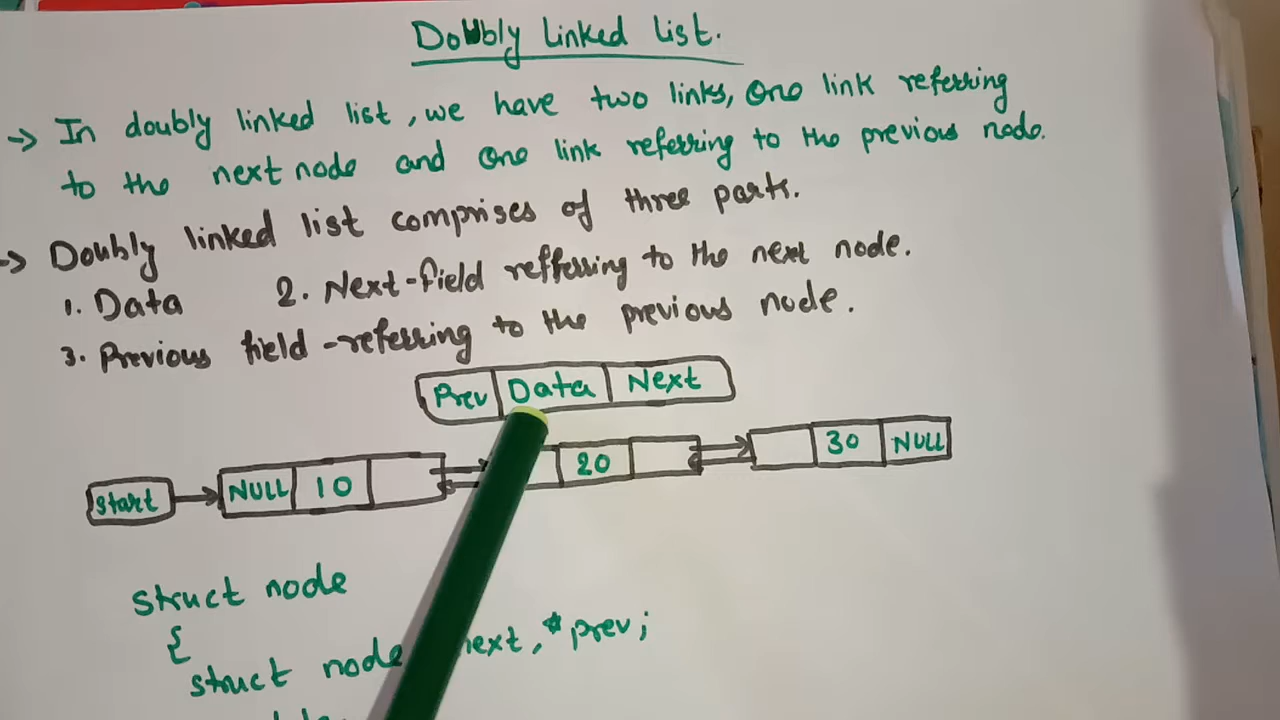 Doubly Linked List.
→ In doubly linked list, we have two links, One link referring
to the next node and One link referring to the previous node.
→ Doubly linked list comprises of three parts.
1. Data 2. Next-field reffering to the next node.
3. Previous field - referring to the previous node.
Prev Data Next
Start → NULL 10 20 30 NULL
struct node
{
struct node next, *prev;